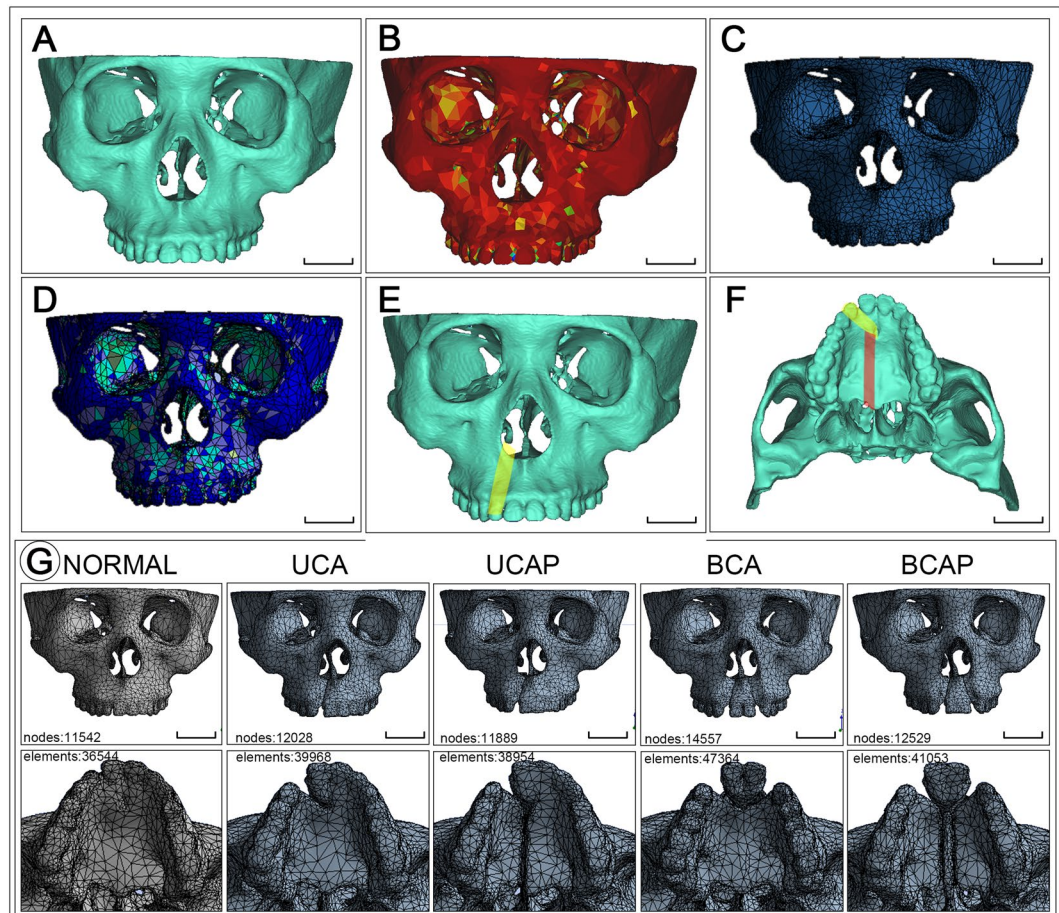 A
B
C
D
E
F
G
NORMAL
UCA
UCAP
BCA
BCAP
nodes:11542
nodes:12028
nodes:11889
nodes:14557
nodes:12529
elements:36544
elements:39968
elements:38954
elements:47364
elements:41053